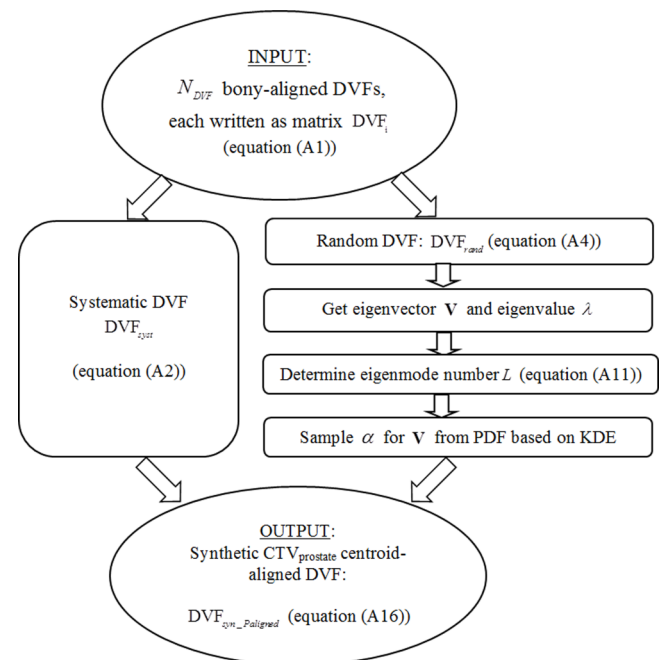 INPUT:
N_DVF bony-aligned DVFs,
each written as matrix DVF_i
(equation (A1))
Systematic DVF
DVF_syst
(equation (A2))
Random DVF: DVF_rand (equation (A4))
Get eigenvector V and eigenvalue λ
Determine eigenmode number L (equation (A11))
Sample α for V from PDF based on KDE
OUTPUT:
Synthetic CTV_prostate centroid-
aligned DVF:
DVF_syn_Paligned (equation (A16))